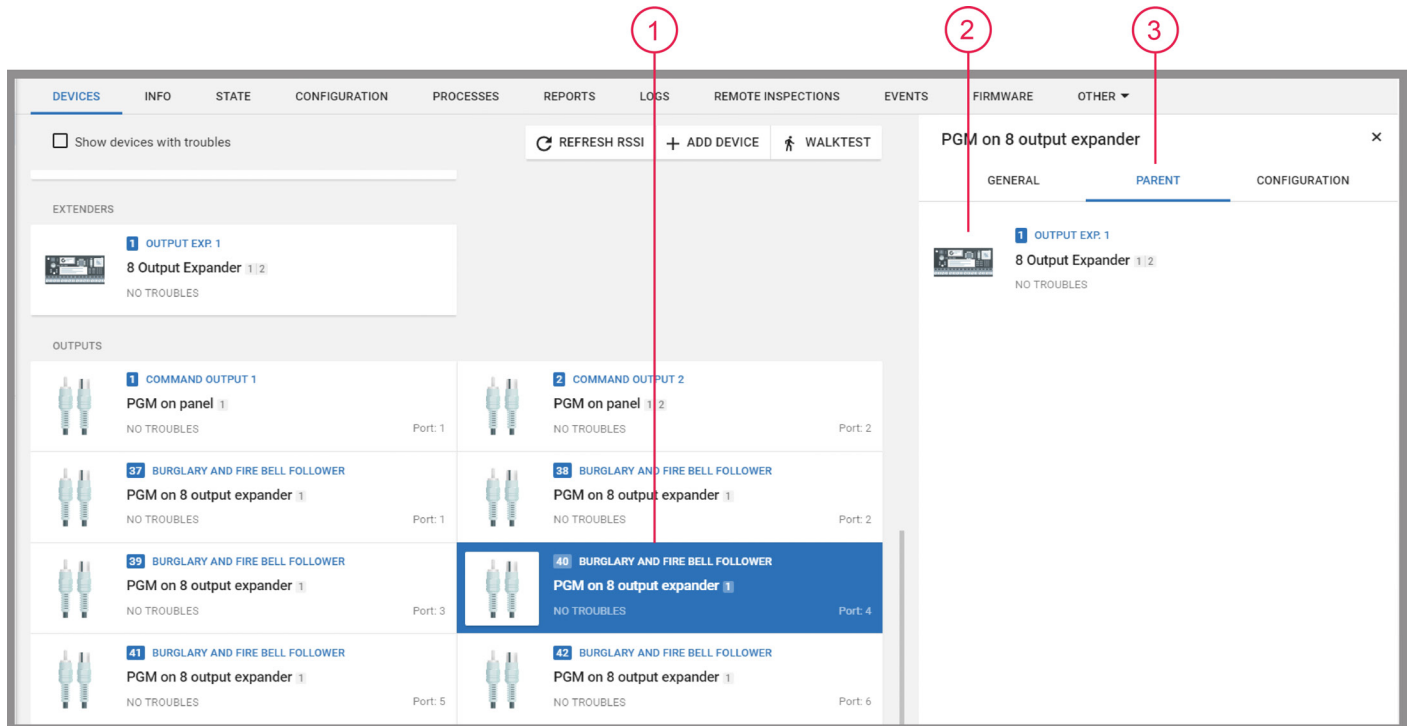 1
2
3
DEVICES INFO STATE CONFIGURATION PROCESSES REPORTS LOGS REMOTE INSPECTIONS EVENTS FIRMWARE OTHER
Show devices with troubles
REFRESH RSSI
+ ADD DEVICE
WALKTEST
EXTENDERS
1 OUTPUT EXP. 1
8 Output Expander 1 2
NO TROUBLES
OUTPUTS
1 COMMAND OUTPUT 1
PGM on panel 1
NO TROUBLES Port: 1
2 COMMAND OUTPUT 2
PGM on panel 1 2
NO TROUBLES Port: 2
37 BURGLARY AND FIRE BELL FOLLOWER
PGM on 8 output expander 1
NO TROUBLES Port: 1
38 BURGLARY AND FIRE BELL FOLLOWER
PGM on 8 output expander 1
NO TROUBLES Port: 2
39 BURGLARY AND FIRE BELL FOLLOWER
PGM on 8 output expander 1
NO TROUBLES Port: 3
40 BURGLARY AND FIRE BELL FOLLOWER
PGM on 8 output expander 1
NO TROUBLES Port: 4
41 BURGLARY AND FIRE BELL FOLLOWER
PGM on 8 output expander 1
NO TROUBLES Port: 5
42 BURGLARY AND FIRE BELL FOLLOWER
PGM on 8 output expander 1
NO TROUBLES Port: 6
PGM on 8 output expander ×
GENERAL PARENT CONFIGURATION
1 OUTPUT EXP. 1
8 Output Expander 1 2
NO TROUBLES